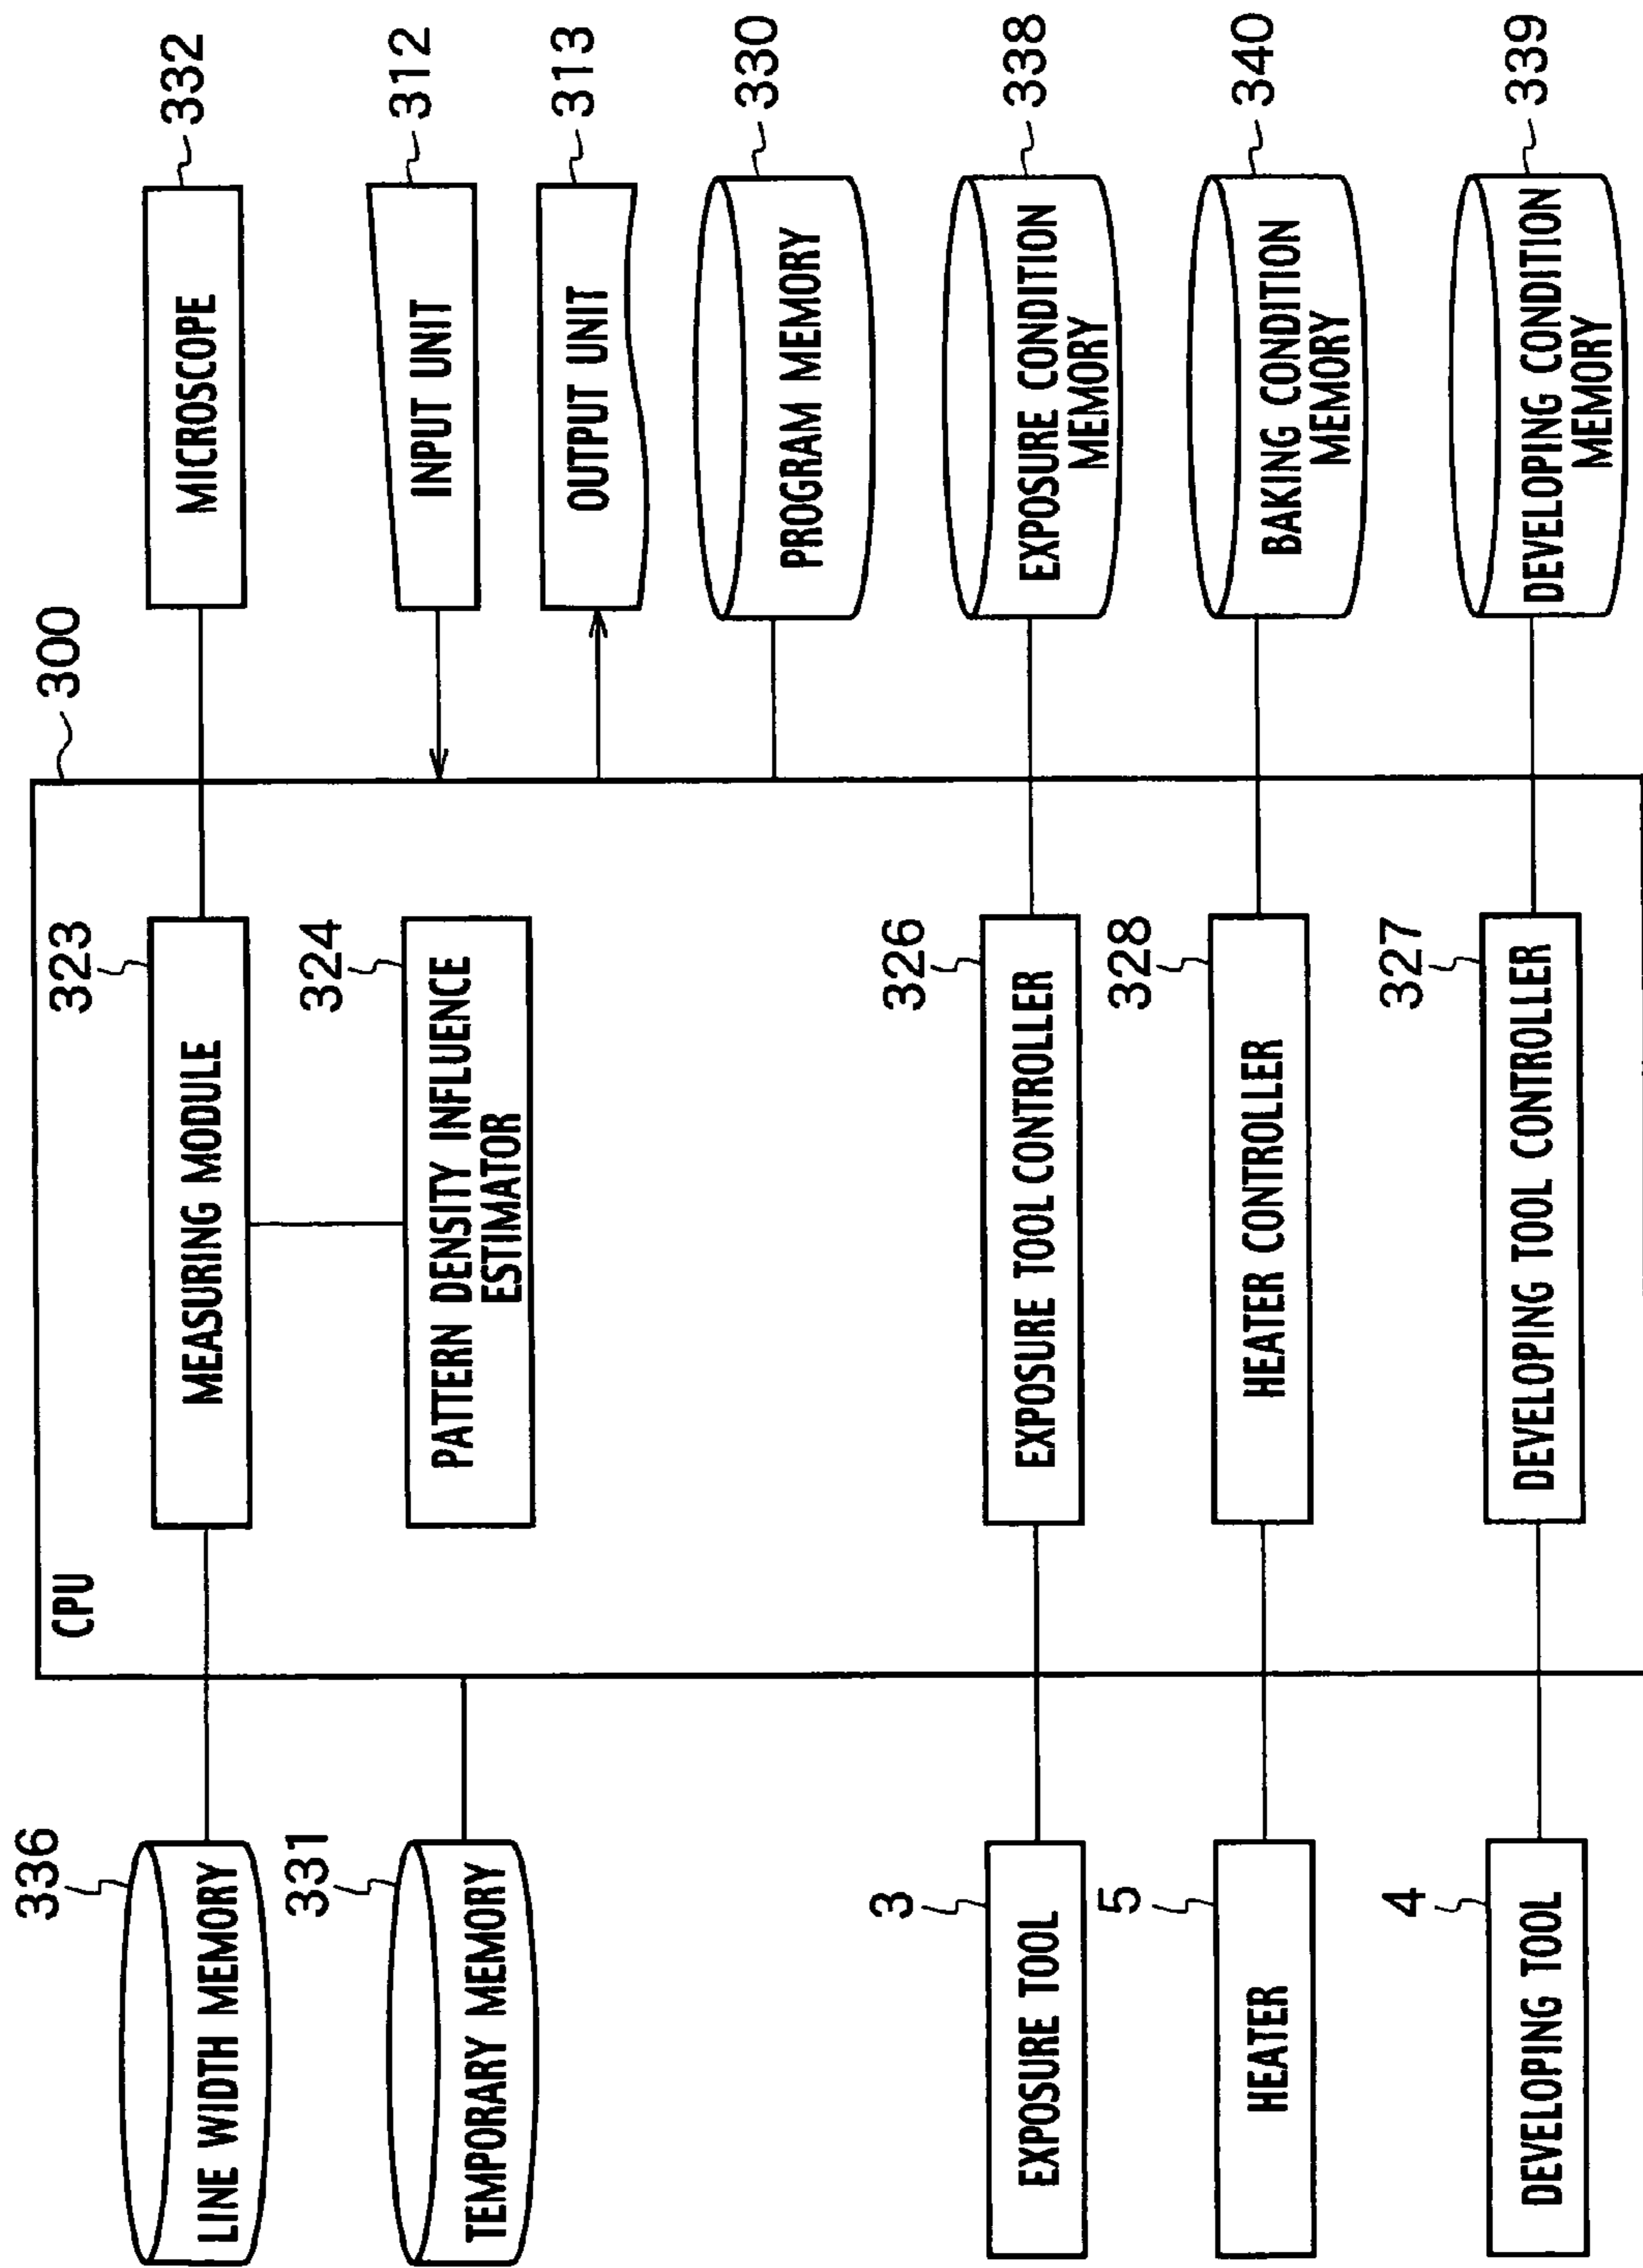 300
CPU
336
LINE WIDTH MEMORY
323
MEASURING MODULE
332
MICROSCOPE
331
TEMPORARY MEMORY
324
PATTERN DENSITY INFLUENCE
ESTIMATOR
312
INPUT UNIT
313
OUTPUT UNIT
330
PROGRAM MEMORY
3
EXPOSURE TOOL
326
EXPOSURE TOOL CONTROLLER
338
EXPOSURE CONDITION
MEMORY
5
HEATER
328
HEATER CONTROLLER
340
BAKING CONDITION
MEMORY
4
DEVELOPING TOOL
327
DEVELOPING TOOL CONTROLLER
339
DEVELOPING CONDITION
MEMORY